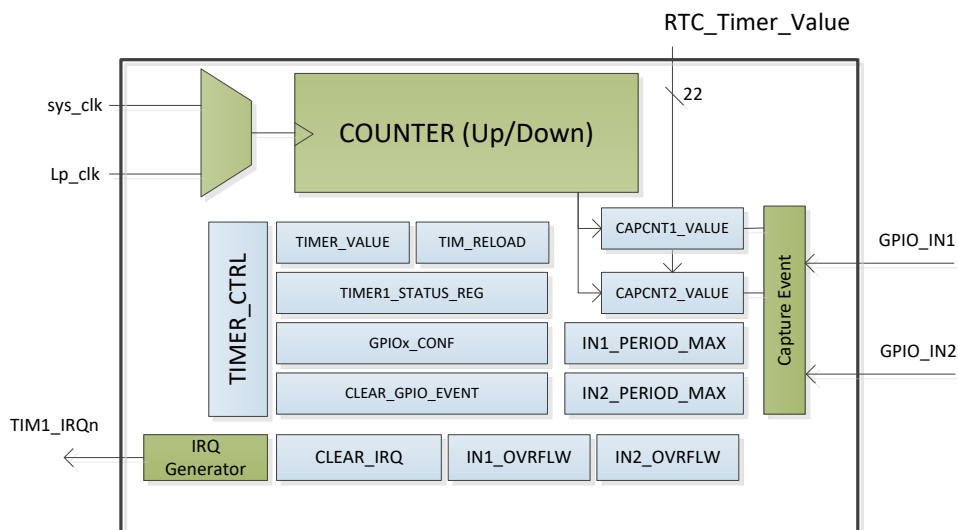 RTC_Timer_Value
22
sys_clk
COUNTER (Up/Down)
Lp_clk
CAPCNT1_VALUE
GPIO_IN1
TIMER_VALUE
TIM_RELOAD
TIMER_CTRL
Capture Event
TIMER1_STATUS_REG
CAPCNT2_VALUE
GPIOx_CONF
IN1_PERIOD_MAX
GPIO_IN2
CLEAR_GPIO_EVENT
IN2_PERIOD_MAX
TIM1_IRQn
IRQ
Generator
CLEAR_IRQ
IN1_OVRFLW
IN2_OVRFLW